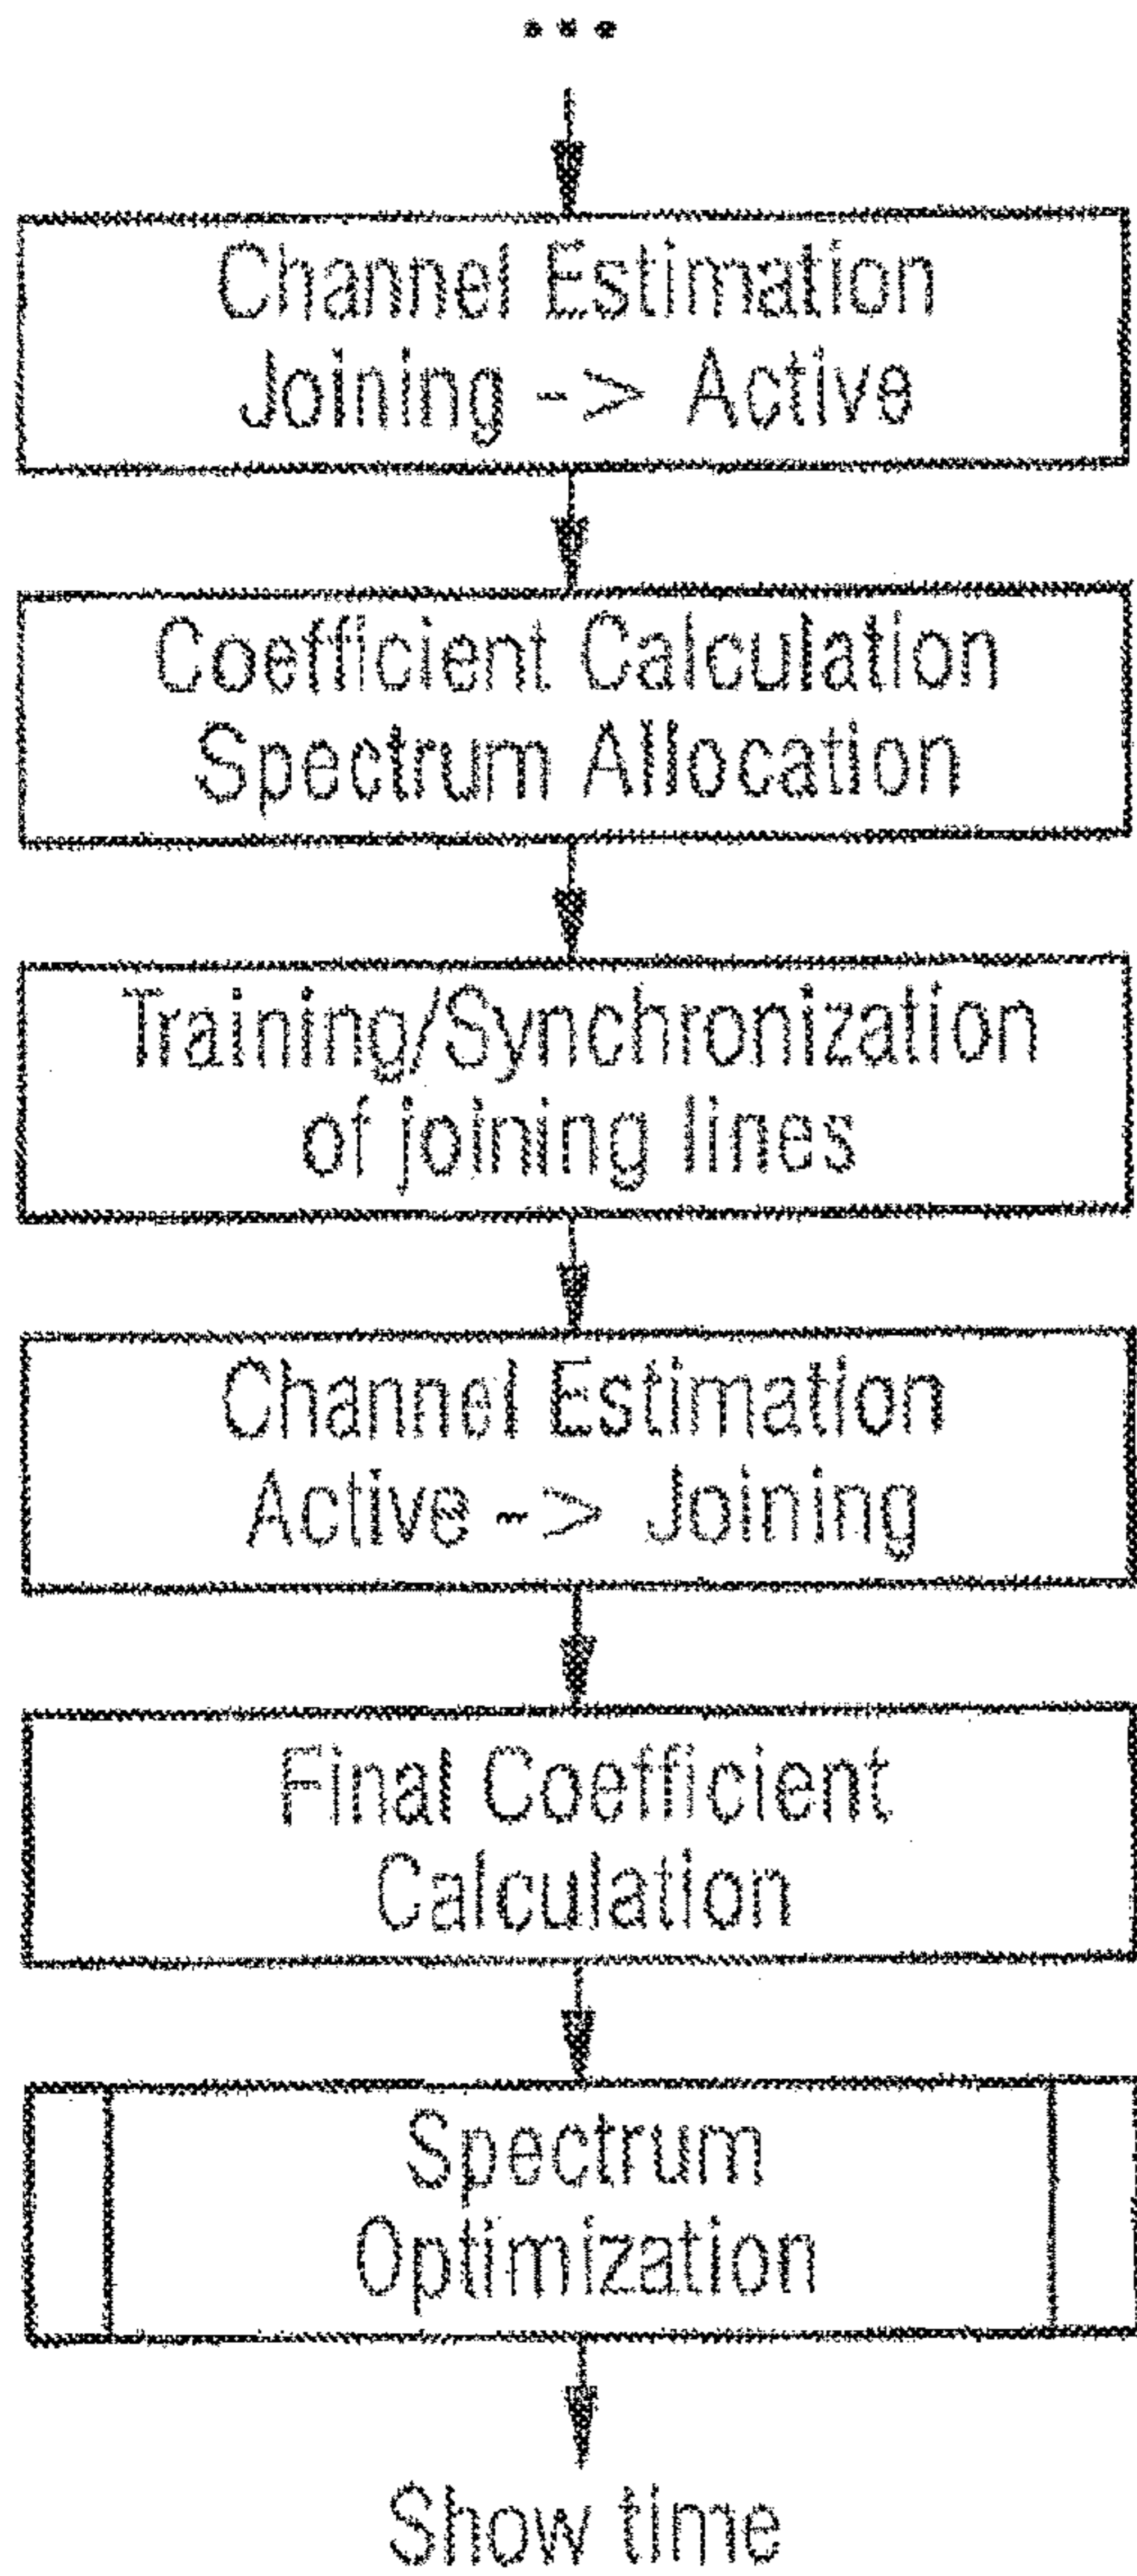 ...
Channel Estimation
Joining -> Active
Coefficient Calculation
Spectrum Allocation
Training/Synchronization
of joining lines
Channel Estimation
Active -> Joining
Final Coefficient
Calculation
Spectrum
Optimization
Show time